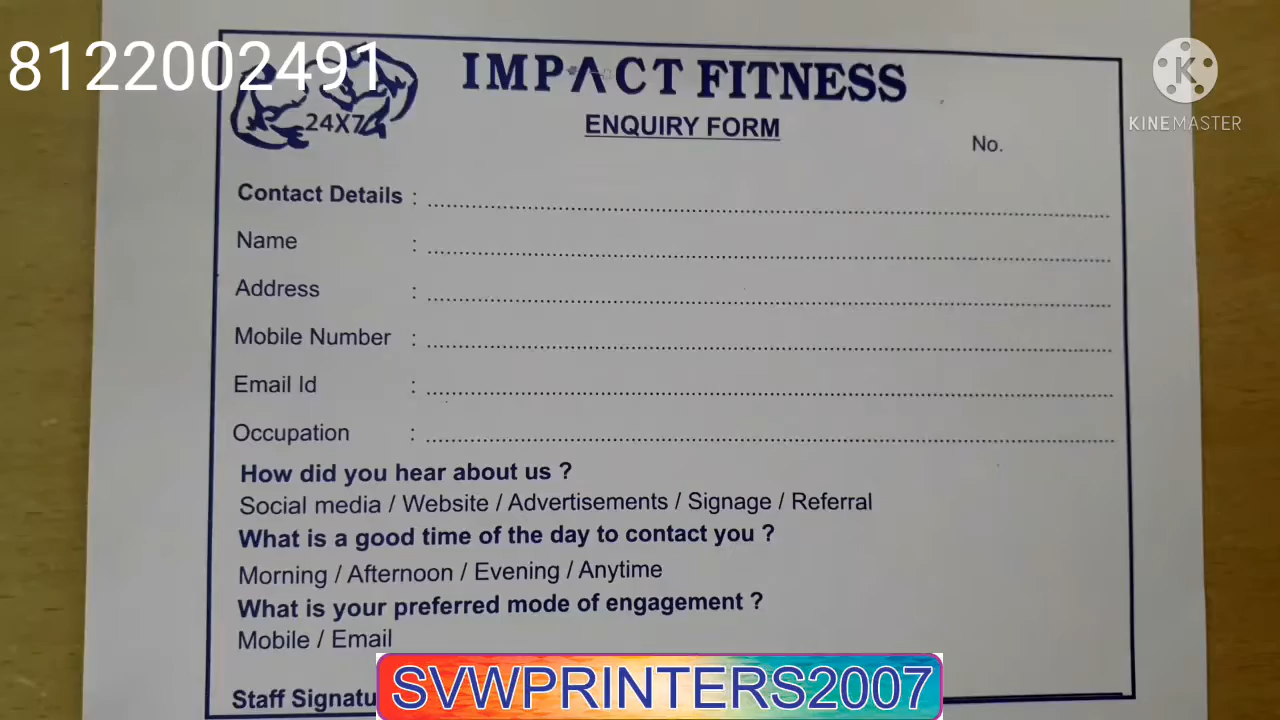 8122002491
24X7
IMPACT FITNESS
ENQUIRY FORM
No.
KINEMASTER
Contact Details :
Name :
Address :
Mobile Number :
Email Id :
Occupation :
How did you hear about us ?
Social media / Website / Advertisements / Signage / Referral
What is a good time of the day to contact you ?
Morning / Afternoon / Evening / Anytime
What is your preferred mode of engagement ?
Mobile / Email
Staff
SVWPRINTERS2007